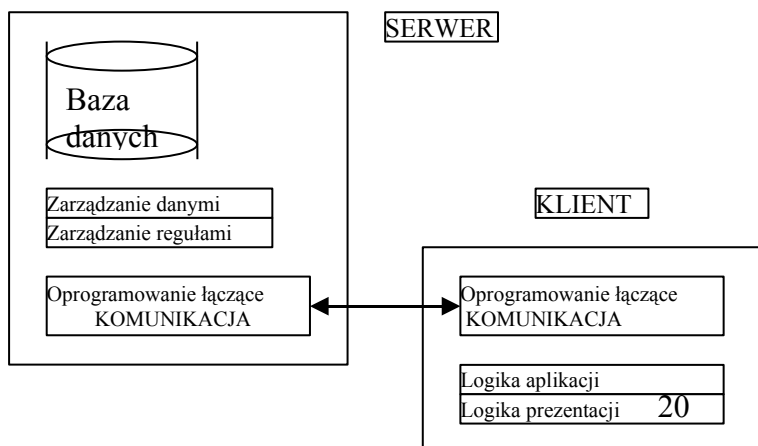 SERWER
Baza
danych
Zarządzanie danymi
Zarządzanie regułami
KLIENT
Oprogramowanie łączące
KOMUNIKACJA
Oprogramowanie łączące
KOMUNIKACJA
Logika aplikacji
Logika prezentacji
20